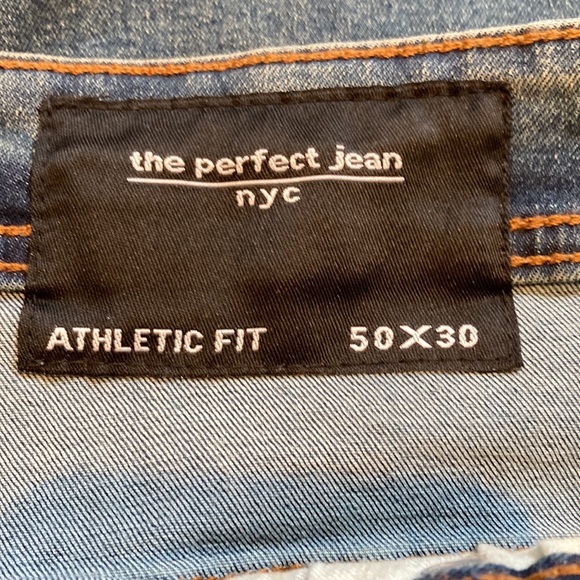 the perfect jean
nyc
ATHLETIC FIT 50X30